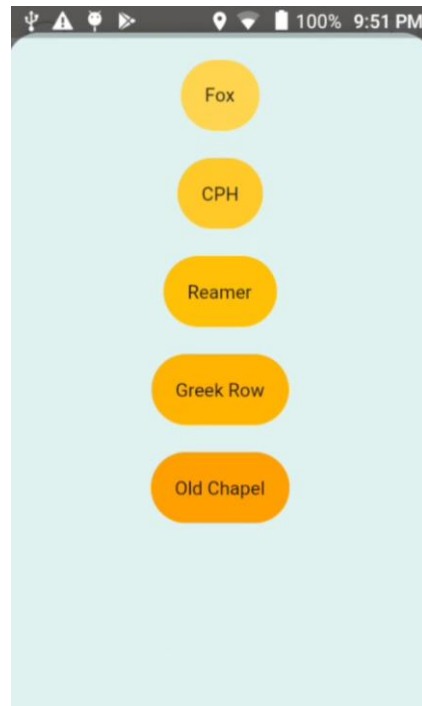 100% 9:51 PM
Fox
CPH
Reamer
Greek Row
Old Chapel